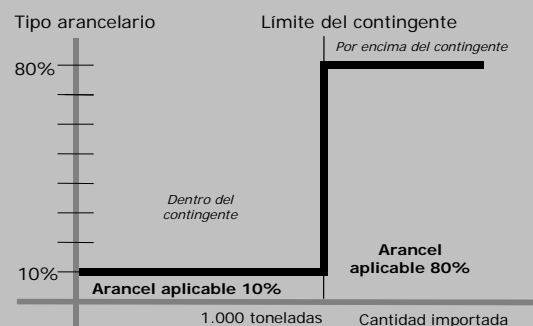 Tipo arancelario
Límite del contingente
Por encima del contingente
80%
Dentro del
contingente
Arancel
aplicable 80%
10%
Arancel aplicable 10%
1.000 toneladas
Cantidad importada